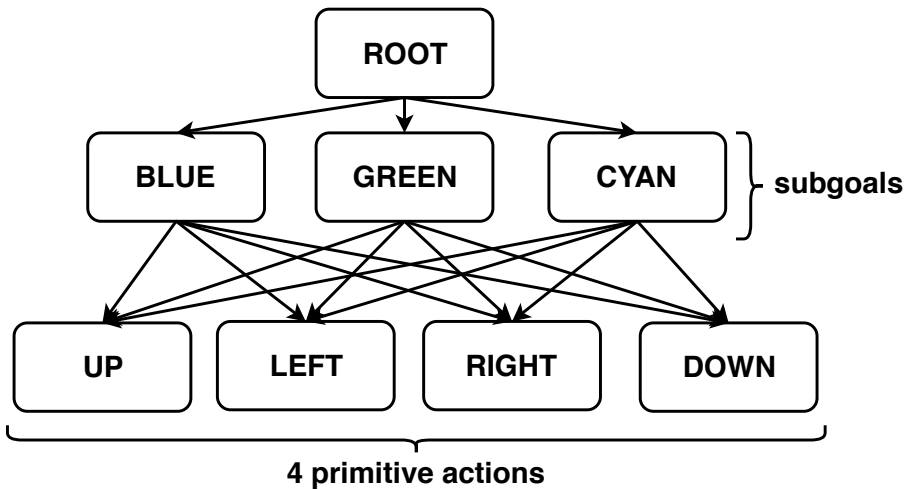 ROOT
BLUE
GREEN
CYAN
subgoals
UP
LEFT
RIGHT
DOWN
4 primitive actions